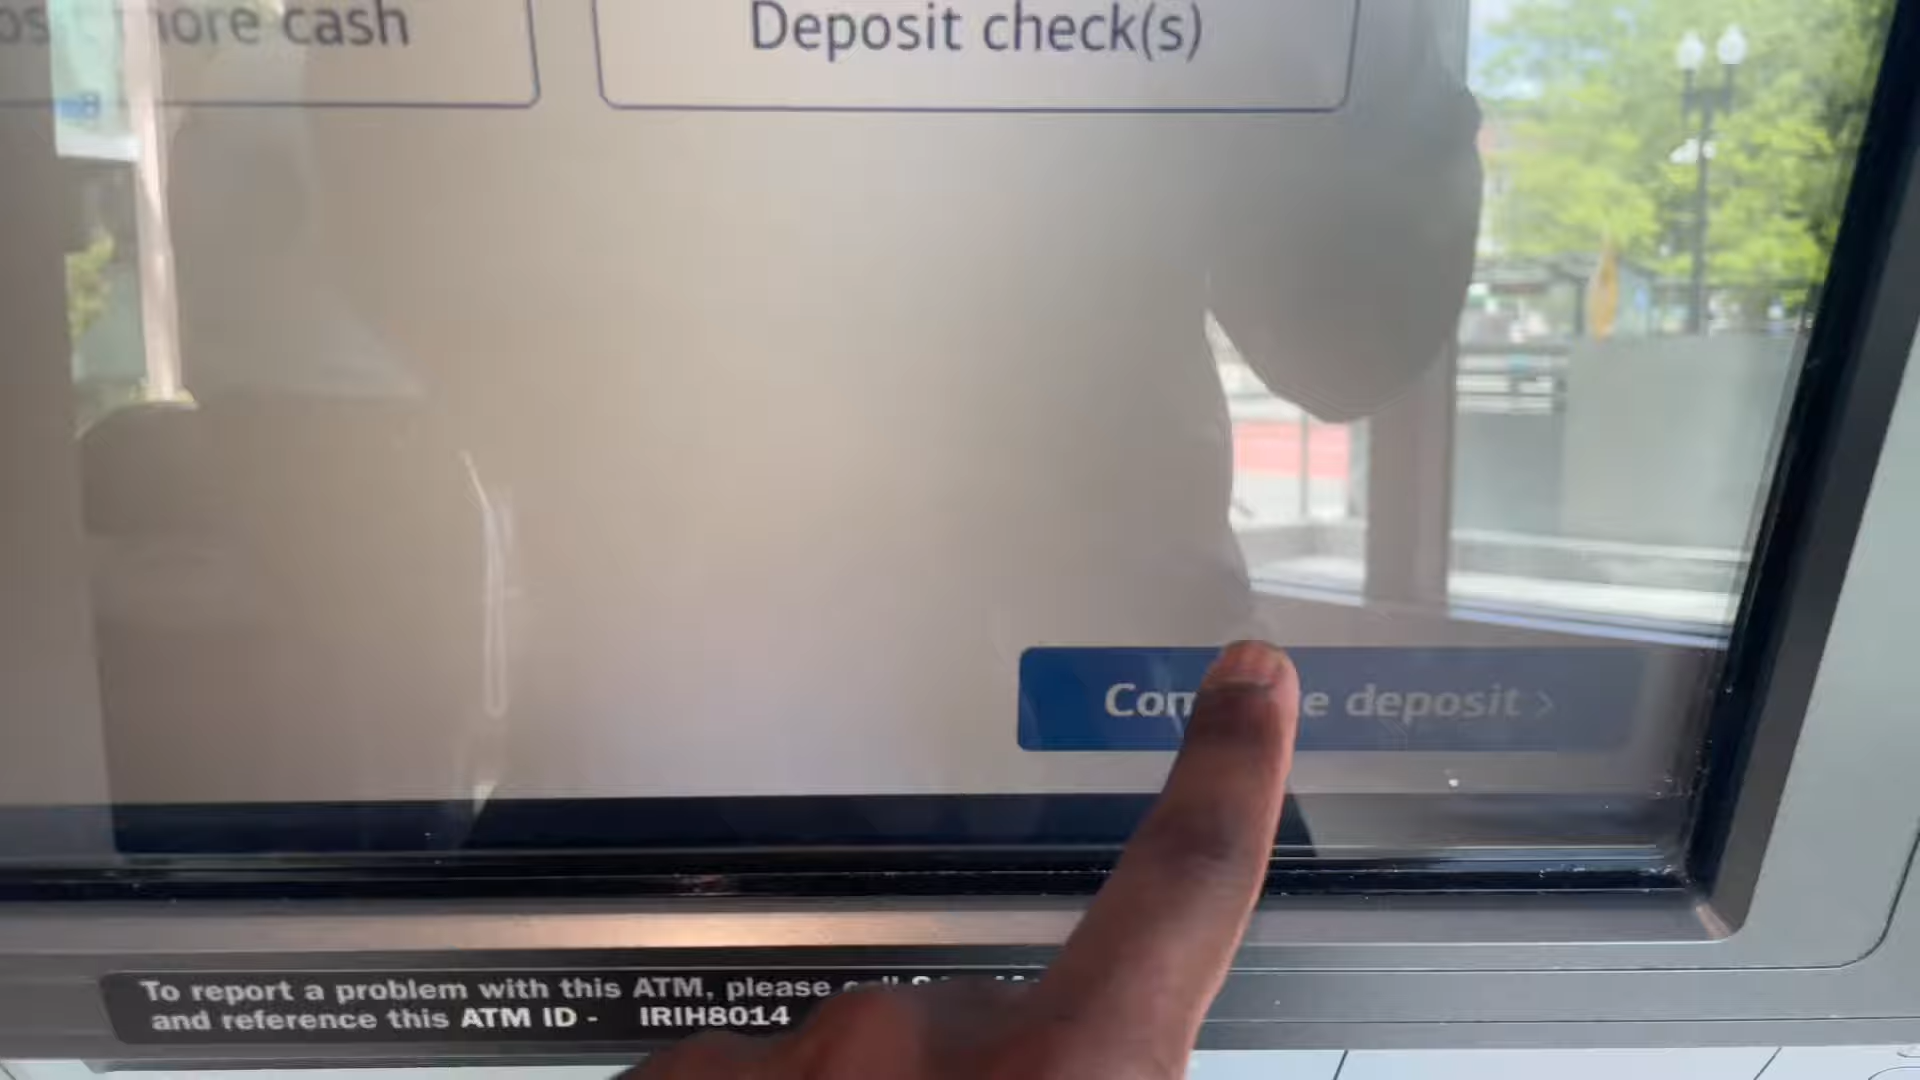 more cash
Deposit check(s)
deposit >
To report a problem with this ATM, please
and reference this ATM ID - IRIH8014